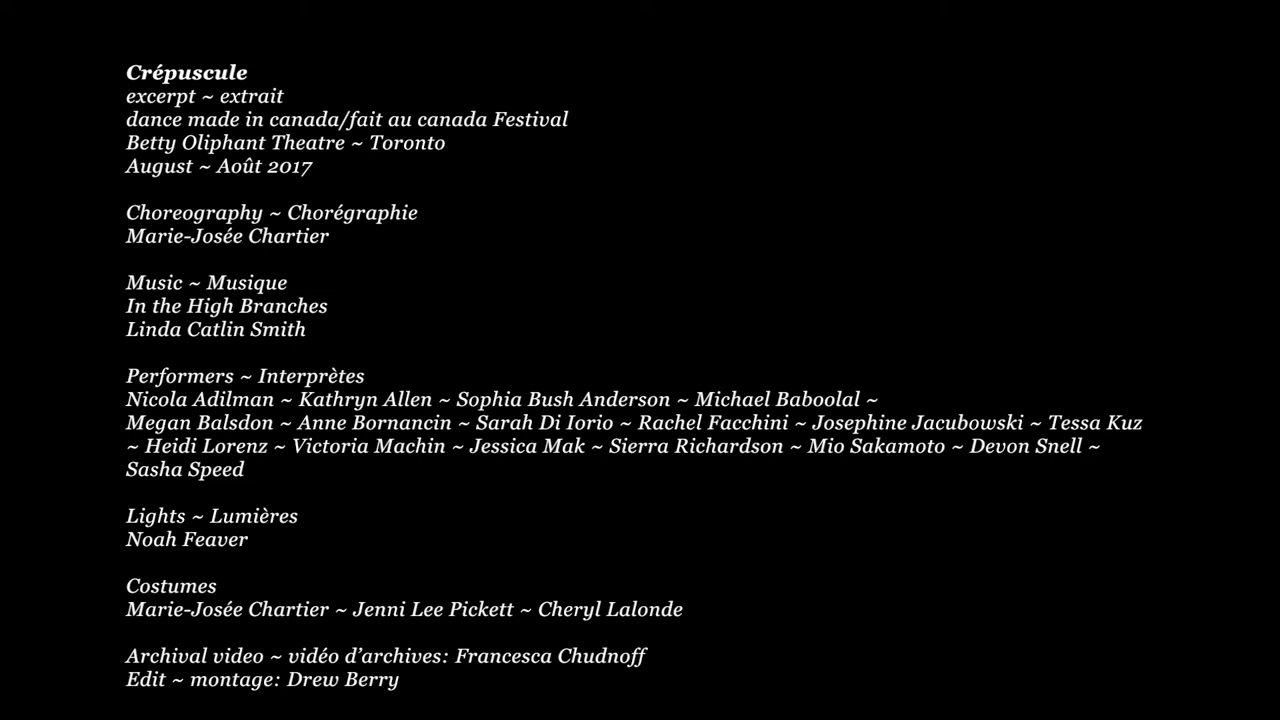 Crépuscule
excerpt ~ extrait
dance made in canada/fait au canada Festival
Betty Oliphant Theatre ~ Toronto
August ~ Août 2017
Choreography ~ Chorégraphie
Marie-Josée Chartier
Music ~ Musique
In the High Branches
Linda Catlin Smith
Performers ~ Interprètes
Nicola Adilman ~ Kathryn Allen ~ Sophia Bush Anderson ~ Michael Baboolal ~
Megan Balsdon ~ Anne Bornancin ~ Sarah Di Iorio ~ Rachel Facchini ~ Josephine Jacubowski ~ Tessa Kuz
~ Heidi Lorenz ~ Victoria Machin ~ Jessica Mak ~ Sierra Richardson ~ Mio Sakamoto ~ Devon Snell ~
Sasha Speed
Lights ~ Lumières
Noah Feaver
Costumes
Marie-Josée Chartier ~ Jenni Lee Pickett ~ Cheryl Lalonde
Archival video ~ vidéo d’archives: Francesca Chudnoff
Edit ~ montage: Drew Berry